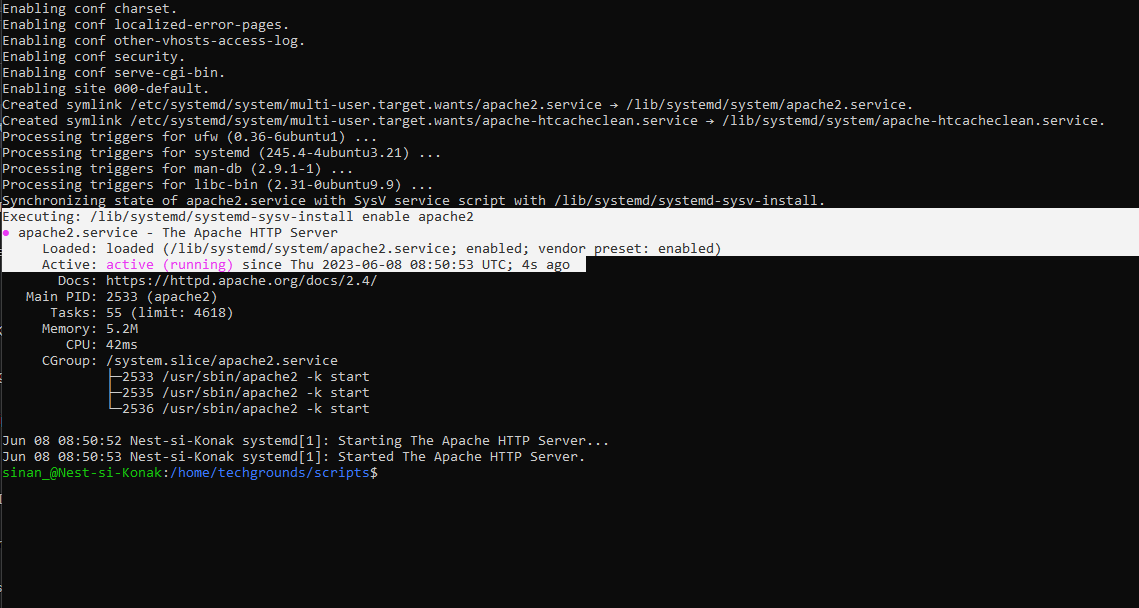 Enabling conf charset.
Enabling conf localized-error-pages.
Enabling conf other-vhosts-access-log.
Enabling conf security.
Enabling conf serve-cgi-bin.
Enabling site 000-default.
Created symlink /etc/systemd/system/multi-user.target.wants/apache2.service → /lib/systemd/system/apache2.service.
Created symlink /etc/systemd/system/multi-user.target.wants/apache-htcacheclean.service → /lib/systemd/system/apache-htcacheclean.service.
Processing triggers for ufw (0.36-6ubuntu1) ...
Processing triggers for systemd (245.4-4ubuntu3.21) ...
Processing triggers for man-db (2.9.1-1) ...
Processing triggers for libc-bin (2.31-0ubuntu9.9) ...
Synchronizing state of apache2.service with SysV service script with /lib/systemd/systemd-sysv-install.
Executing: /lib/systemd/systemd-sysv-install enable apache2
● apache2.service - The Apache HTTP Server
Loaded: loaded (/lib/systemd/system/apache2.service; enabled; vendor preset: enabled)
Active: active (running) since Thu 2023-06-08 08:50:53 UTC; 4s ago
Docs: https://httpd.apache.org/docs/2.4/
Main PID: 2533 (apache2)
Tasks: 55 (limit: 4618)
Memory: 5.2M
CPU: 42ms
CGroup: /system.slice/apache2.service
├─2533 /usr/sbin/apache2 -k start
├─2535 /usr/sbin/apache2 -k start
└─2536 /usr/sbin/apache2 -k start
Jun 08 08:50:52 Nest-si-Konak systemd[1]: Starting The Apache HTTP Server...
Jun 08 08:50:53 Nest-si-Konak systemd[1]: Started The Apache HTTP Server.
sinan_@Nest-si-Konak:/home/techgrounds/scripts$